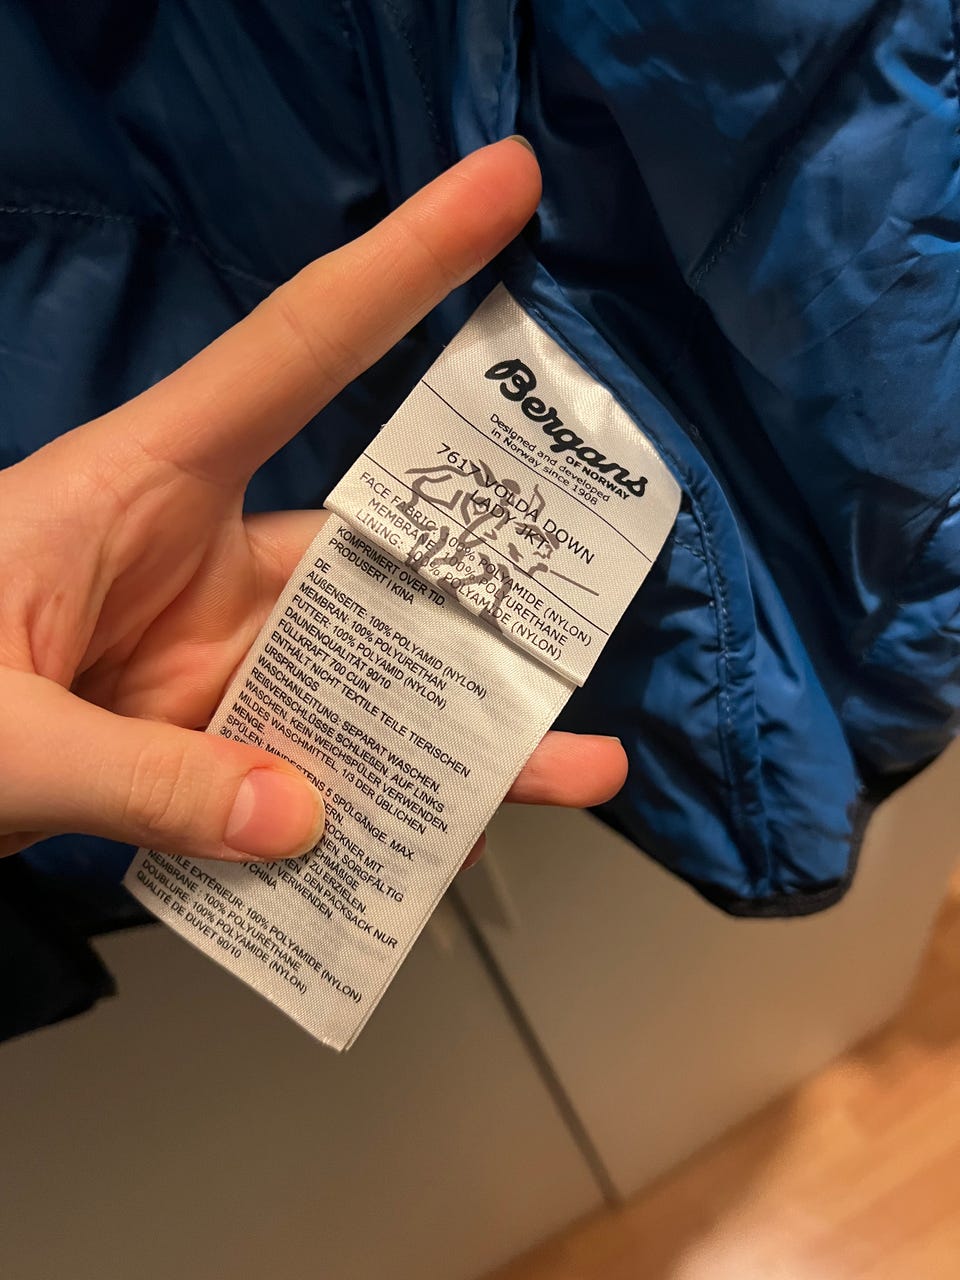 Bergans
OF NORWAY
Designed and developed
in Norway since 1908
7617 VOLDA DOWN
LADY JKT
FACE FABRIC: 100% POLYAMIDE (NYLON)
MEMBRANE: 100% POLYURETHANE
LINING: 100% POLYAMIDE (NYLON)
KOMPRIMERT OVER TID.
PRODUSERT I KINA
DE
AUßENSEITE: 100% POLYAMID (NYLON)
MEMBRAN: 100% POLYURETHAN
FUTTER: 100% POLYAMID (NYLON)
DAUNENQUALITÄT 90/10
FÜLLKRAFT 700 CUIN
ENTHÄLT NICHT TEXTILE TEILE TIERISCHEN
URSPRUNGS
WASCHANLEITUNG: SEPARAT WASCHEN.
REIßVERSCHLÜSSE SCHLIEßEN. AUF LINKS
WASCHEN. KEIN WEICHSPÜLER VERWENDEN.
MILDES WASCHMITTEL. 1/3 DER ÜBLICHEN
MENGE.
SPÜLEN: MINDESTENS 5 SPÜLGÄNGE. MAX.
30
TROCKNER MIT
SORGFÄLTIG
ZU ERZIELEN.
DEN PACKSACK NUR
VERWENDEN
CHINA
EXTÉRIEUR: 100% POLYAMIDE (NYLON)
MEMBRANE : 100% POLYURÉTHANE
DOUBLURE: 100% POLYAMIDE (NYLON)
QUALITÉ DE DUVET 90/10